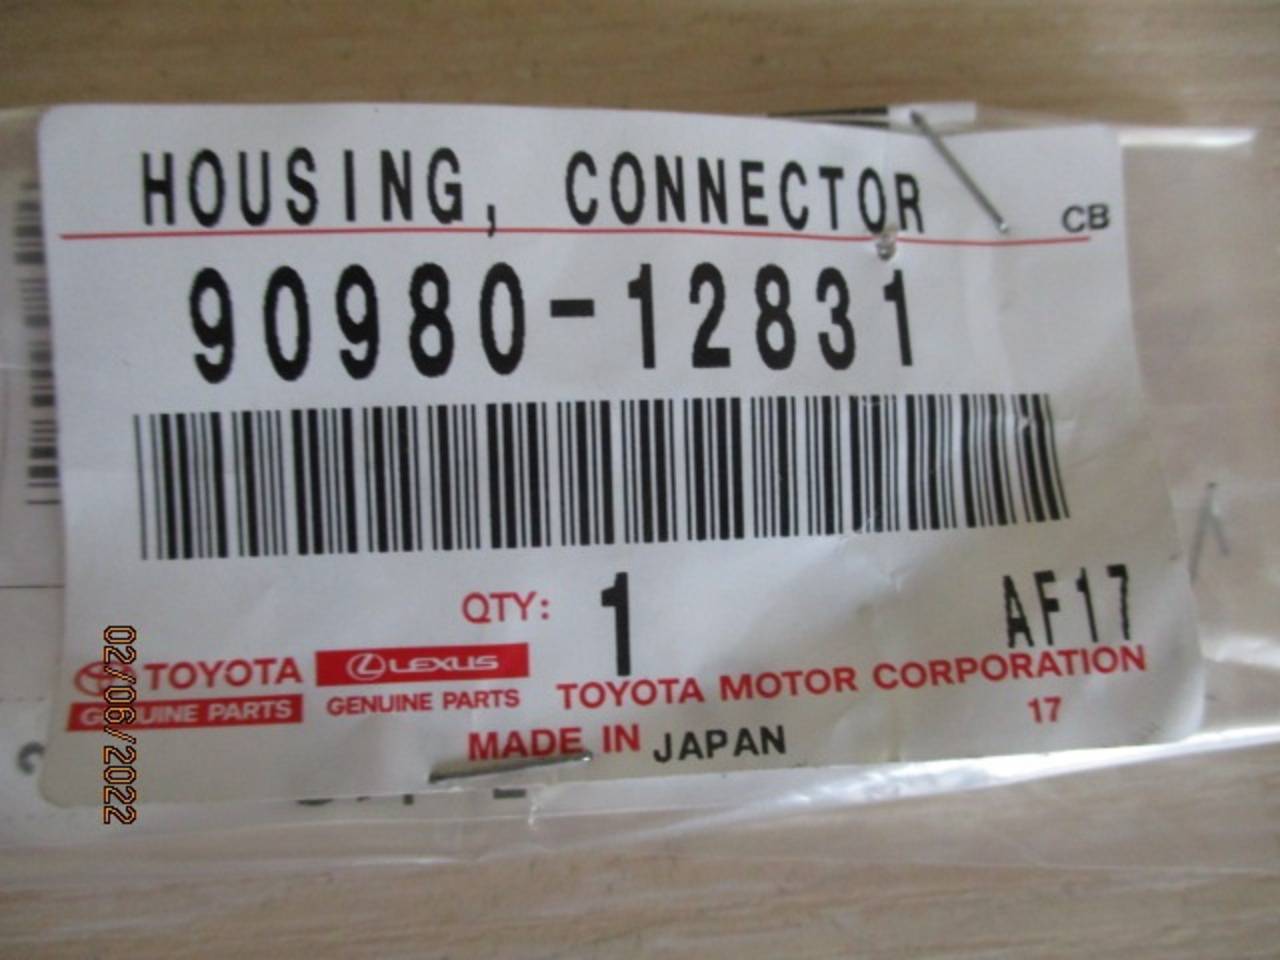 HOUSING, CONNECTOR
CB
90980-12831
QTY: 1
AF17
TOYOTA
GENUINE PARTS
LEXUS
GENUINE PARTS
TOYOTA MOTOR CORPORATION
17
MADE IN JAPAN
02/06/2022